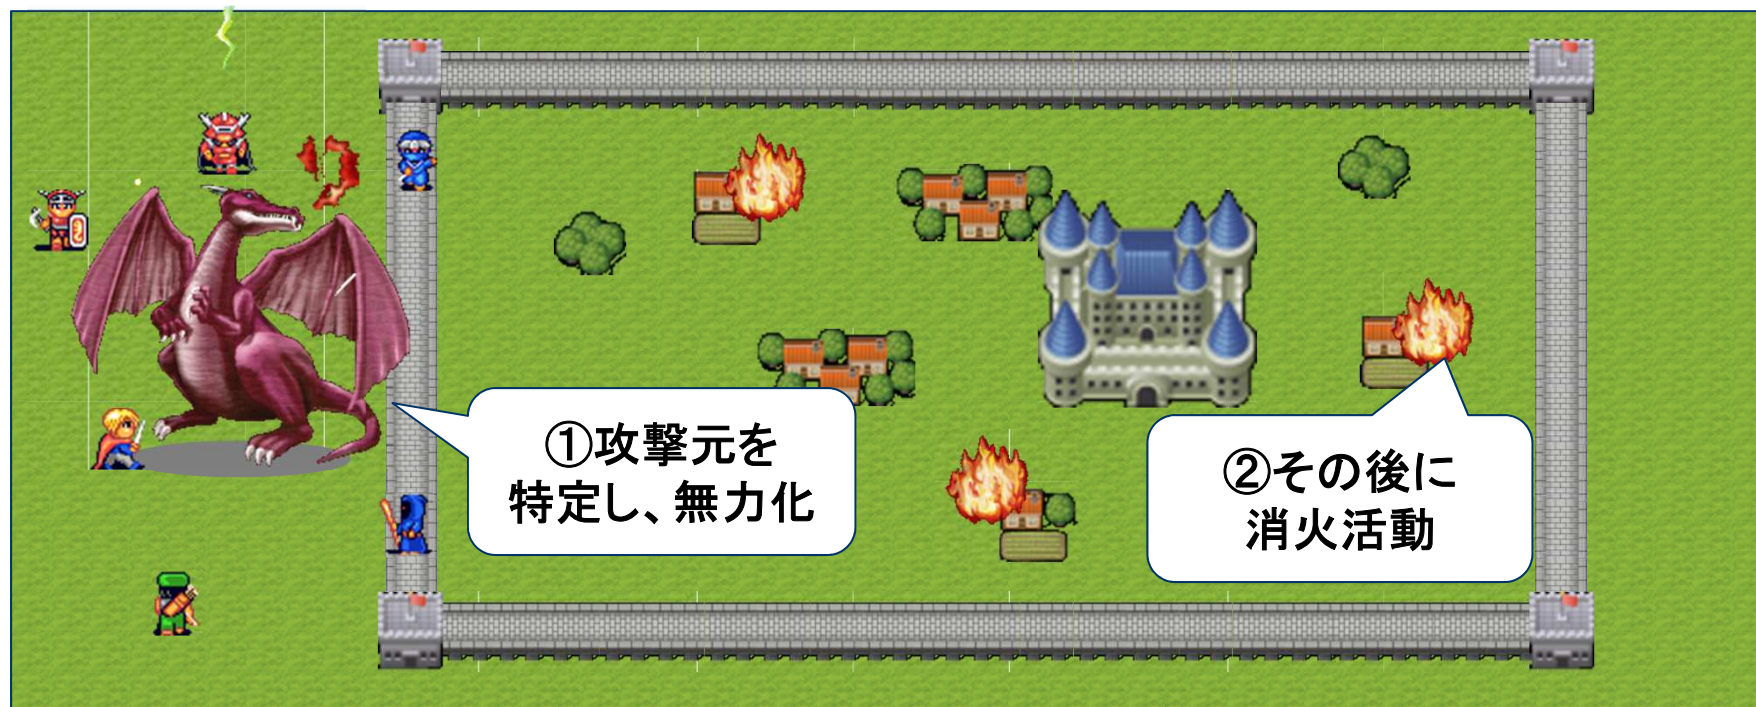 ①攻撃元を
特定し、無力化
②その後に
消火活動